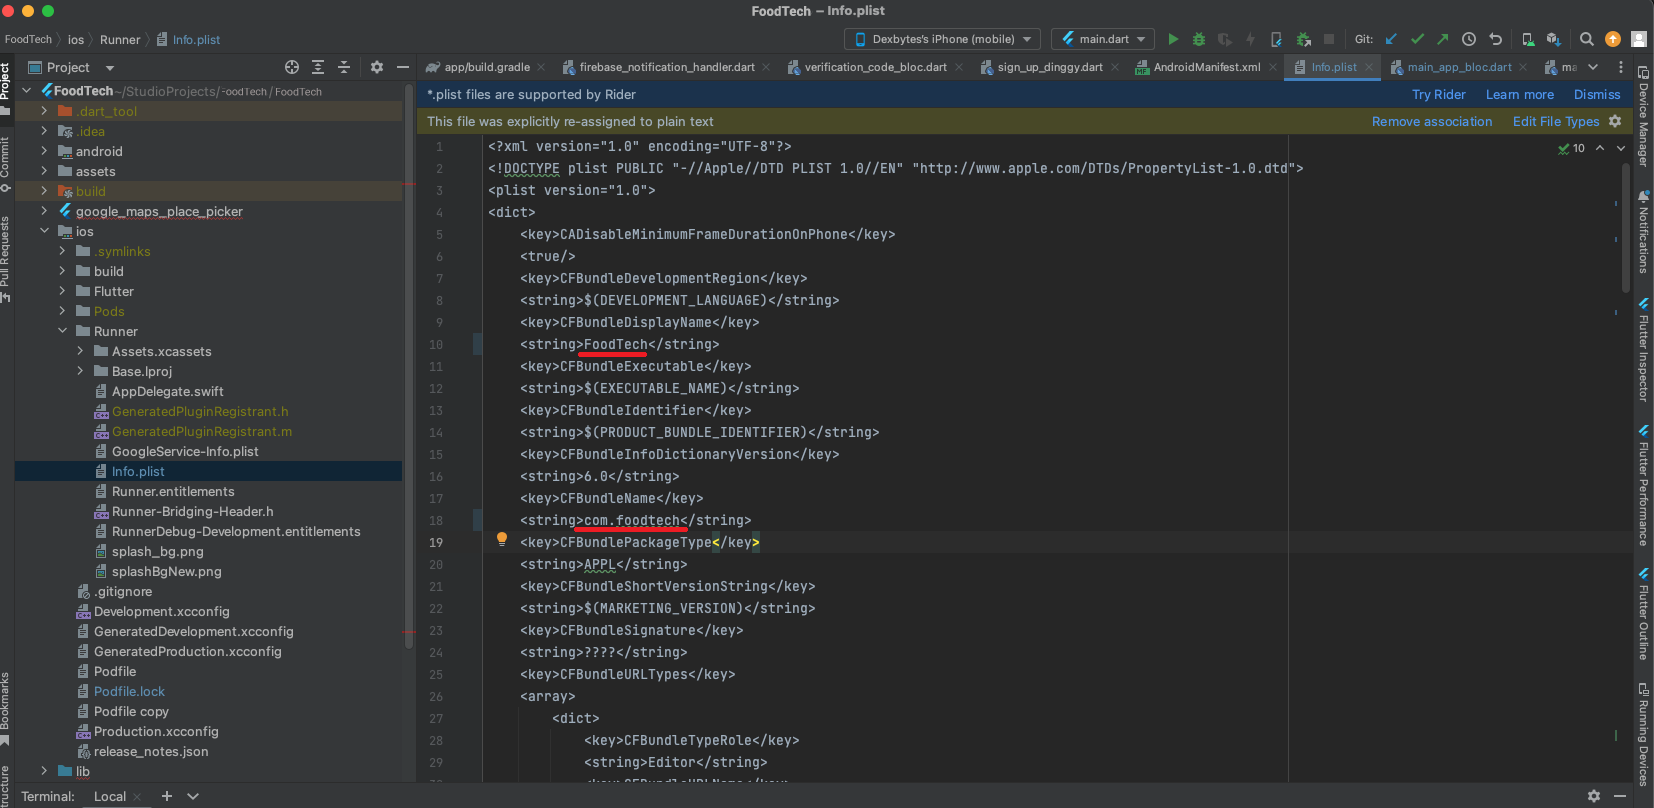 FoodTech – Info.plist
FoodTech ios Runner Info.plist
Dexbytes's iPhone (mobile) main.dart Git:
Project
app/build.gradle firebase_notification_handler.dart verification_code_bloc.dart sign_up_dinggy.dart AndroidManifest.xml Info.plist main_app_bloc.dart ma
*.plist files are supported by Rider Try Rider Learn more Dismiss
This file was explicitly re-assigned to plain text Remove association Edit File Types
10
Project
Commit
Pull Requests
Bookmarks
Structure
FoodTech ~/StudioProjects/FoodTech/FoodTech
.dart_tool
.idea
android
assets
build
google_maps_place_picker
ios
.symlinks
build
Flutter
Pods
Runner
Assets.xcassets
Base.lproj
AppDelegate.swift
GeneratedPluginRegistrant.h
GeneratedPluginRegistrant.m
GoogleService-Info.plist
Info.plist
Runner.entitlements
Runner-Bridging-Header.h
RunnerDebug-Development.entitlements
splash_bg.png
splashBgNew.png
.gitignore
Development.xcconfig
GeneratedDevelopment.xcconfig
GeneratedProduction.xcconfig
Podfile
Podfile.lock
Podfile copy
Production.xcconfig
release_notes.json
lib
1 <?xml version="1.0" encoding="UTF-8"?>
2 <!DOCTYPE plist PUBLIC "-//Apple//DTD PLIST 1.0//EN" "http://www.apple.com/DTDs/PropertyList-1.0.dtd">
3 <plist version="1.0">
4 <dict>
5 <key>CADisableMinimumFrameDurationOnPhone</key>
6 <true/>
7 <key>CFBundleDevelopmentRegion</key>
8 <string>$(DEVELOPMENT_LANGUAGE)</string>
9 <key>CFBundleDisplayName</key>
10 <string>FoodTech</string>
11 <key>CFBundleExecutable</key>
12 <string>$(EXECUTABLE_NAME)</string>
13 <key>CFBundleIdentifier</key>
14 <string>$(PRODUCT_BUNDLE_IDENTIFIER)</string>
15 <key>CFBundleInfoDictionaryVersion</key>
16 <string>6.0</string>
17 <key>CFBundleName</key>
18 <string>com.foodtech</string>
19 <key>CFBundlePackageType</key>
20 <string>APPL</string>
21 <key>CFBundleShortVersionString</key>
22 <string>$(MARKETING_VERSION)</string>
23 <key>CFBundleSignature</key>
24 <string>????</string>
25 <key>CFBundleURLTypes</key>
26 <array>
27 <dict>
28 <key>CFBundleTypeRole</key>
29 <string>Editor</string>
<key>CFBundleURLName</key>
Device Manager
Notifications
Flutter Inspector
Flutter Performance
Flutter Outline
Running Devices
Terminal: Local